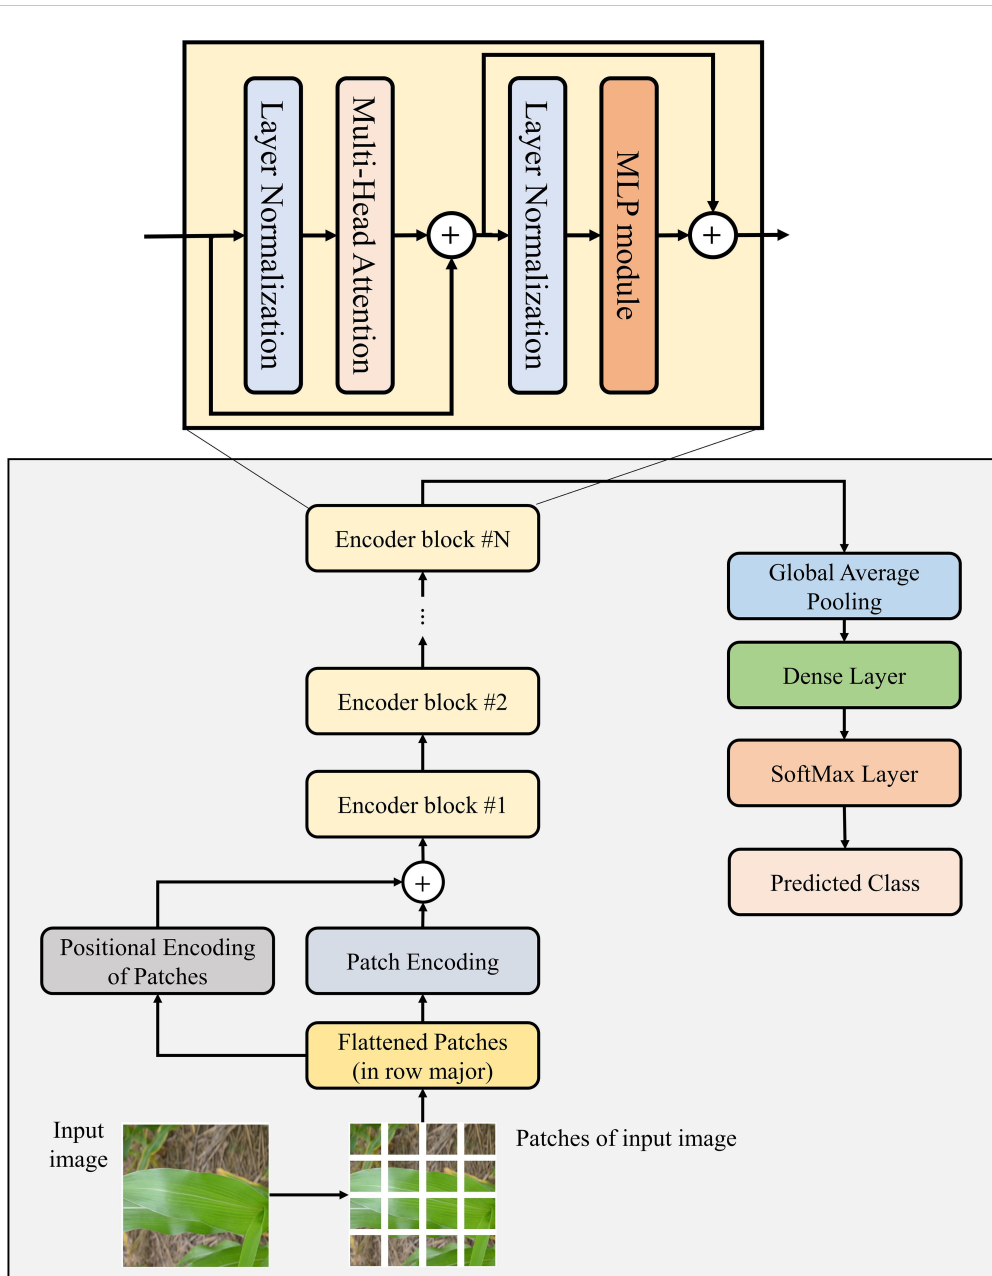 Layer Normalization
Multi-Head Attention
+
Layer Normalization
MLP module
+
Encoder block #N
...
Encoder block #2
Encoder block #1
+
Positional Encoding
of Patches
Patch Encoding
Flattened Patches
(in row major)
Input
image
Patches of input image
Global Average
Pooling
Dense Layer
SoftMax Layer
Predicted Class